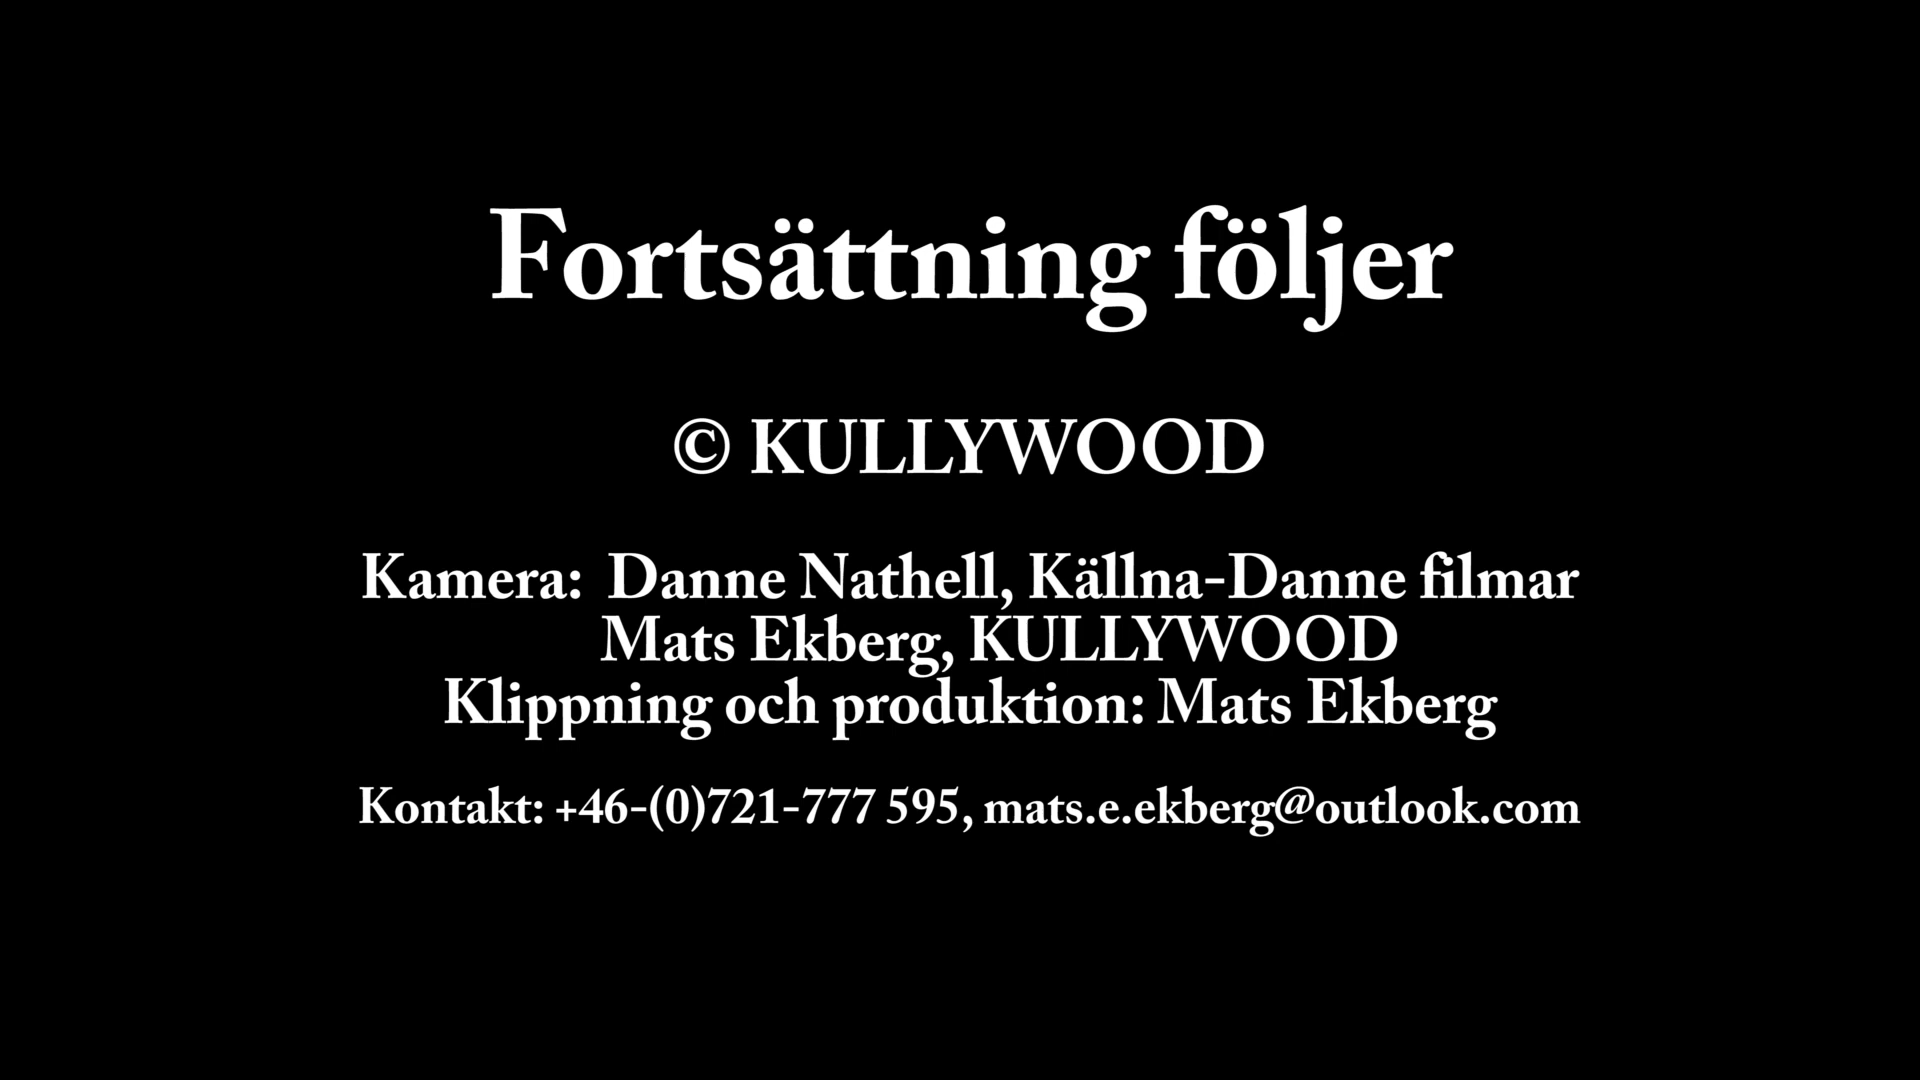 Fortsättning följer
© KULLYWOOD
Kamera: Danne Nathell, Källna-Danne filmar
Mats Ekberg, KULLYWOOD
Klippning och produktion: Mats Ekberg
Kontakt: +46-(0)721-777 595, mats.e.ekberg@outlook.com